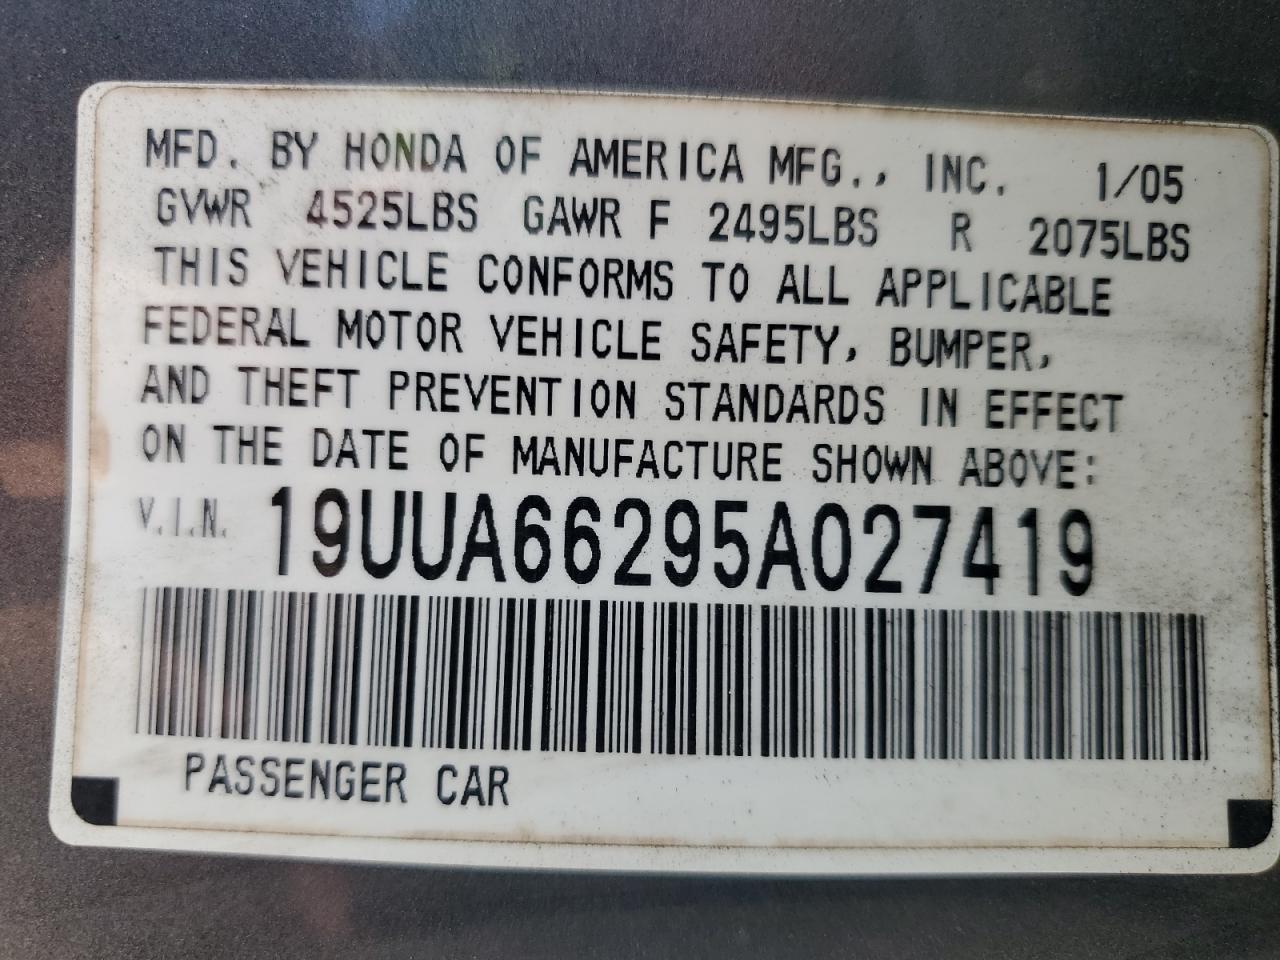 MFD. BY HONDA OF AMERICA MFG., INC. 1/05
GVWR 4525LBS GAWR F 2495LBS R 2075LBS
THIS VEHICLE CONFORMS TO ALL APPLICABLE
FEDERAL MOTOR VEHICLE SAFETY, BUMPER,
AND THEFT PREVENTION STANDARDS IN EFFECT
ON THE DATE OF MANUFACTURE SHOWN ABOVE:
V.I.N. 19UUA66295A027419
PASSENGER CAR